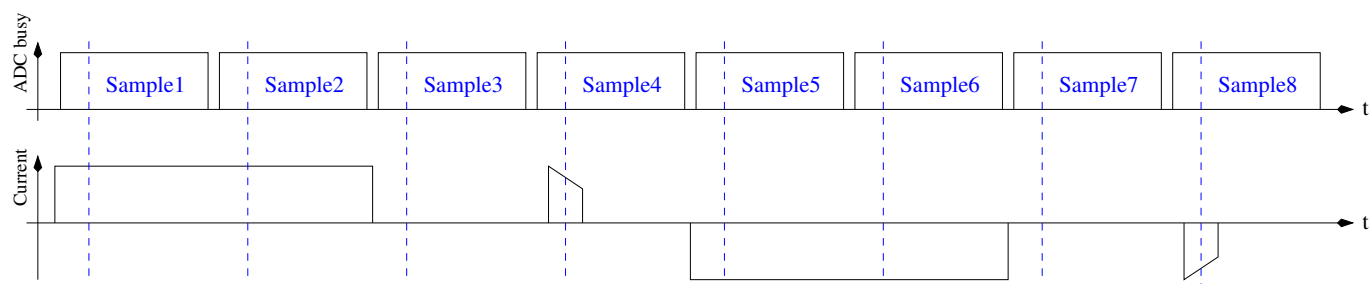 ADC busy
Sample1 Sample2 Sample3 Sample4 Sample5 Sample6 Sample7 Sample8
t
Current
t